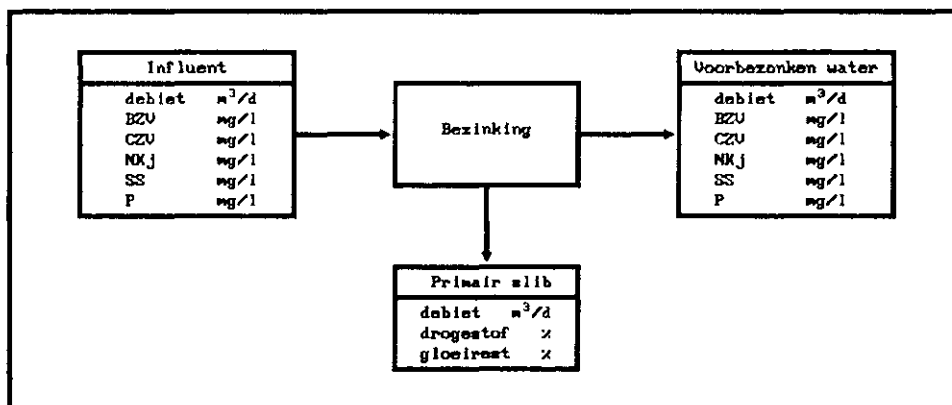 Influent
debiet m³/d
BZV mg/l
CZV mg/l
NKj mg/l
SS mg/l
P mg/l
Bezinking
Voorbezonken water
debiet m³/d
BZV mg/l
CZV mg/l
NKj mg/l
SS mg/l
P mg/l
Primair slib
debiet m³/d
drogestof %
gloeirest %